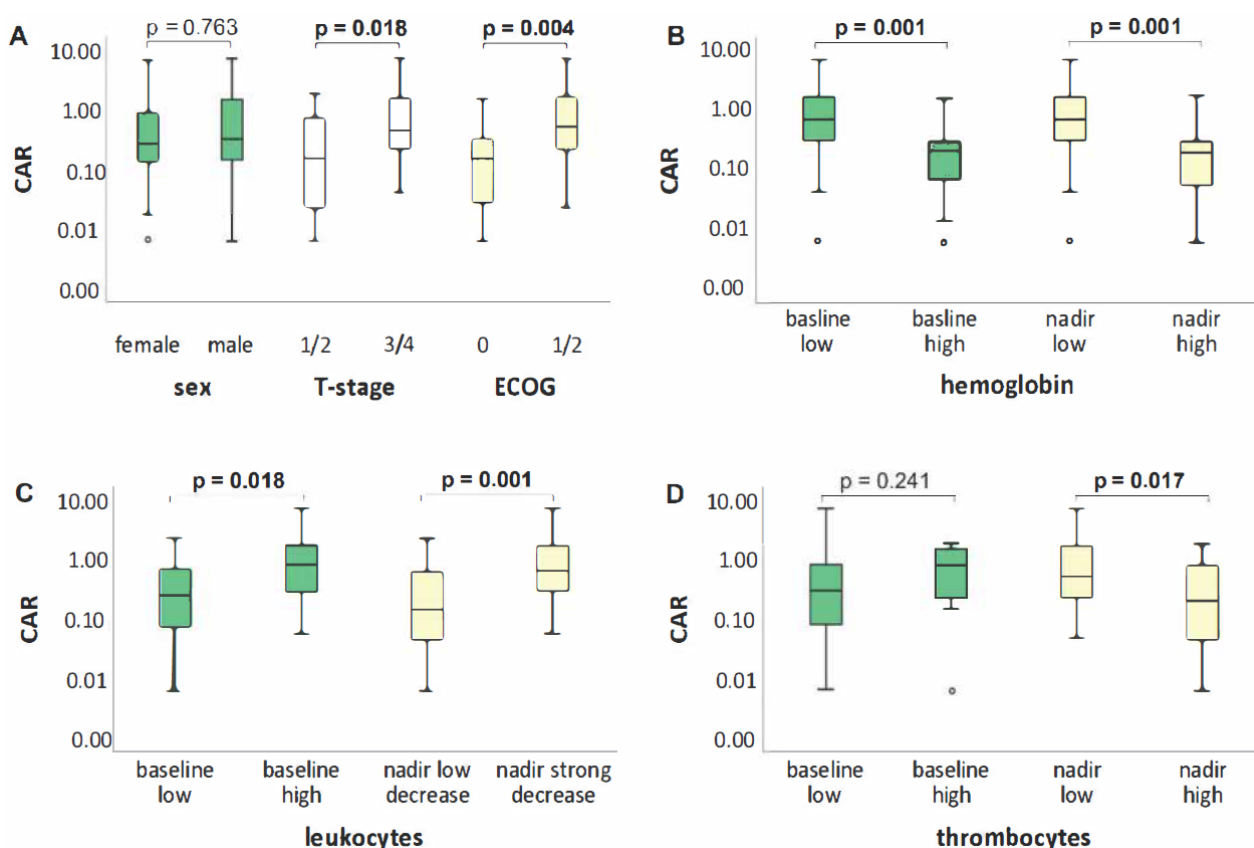 A
p = 0.763
p = 0.018
p = 0.004
10.00
1.00
0.10
0.01
0.00
CAR
female
male
1/2
3/4
0
1/2
sex
T-stage
ECOG
B
p = 0.001
p = 0.001
10.00
1.00
0.10
0.01
0.00
CAR
basline
low
basline
high
nadir
low
nadir
high
hemoglobin
C
p = 0.018
p = 0.001
10.00
1.00
0.10
0.01
0.00
CAR
baseline
low
baseline
high
nadir low
decrease
nadir strong
decrease
leukocytes
D
p = 0.241
p = 0.017
10.00
1.00
0.10
0.01
0.00
CAR
baseline
low
baseline
high
nadir
low
nadir
high
thrombocytes